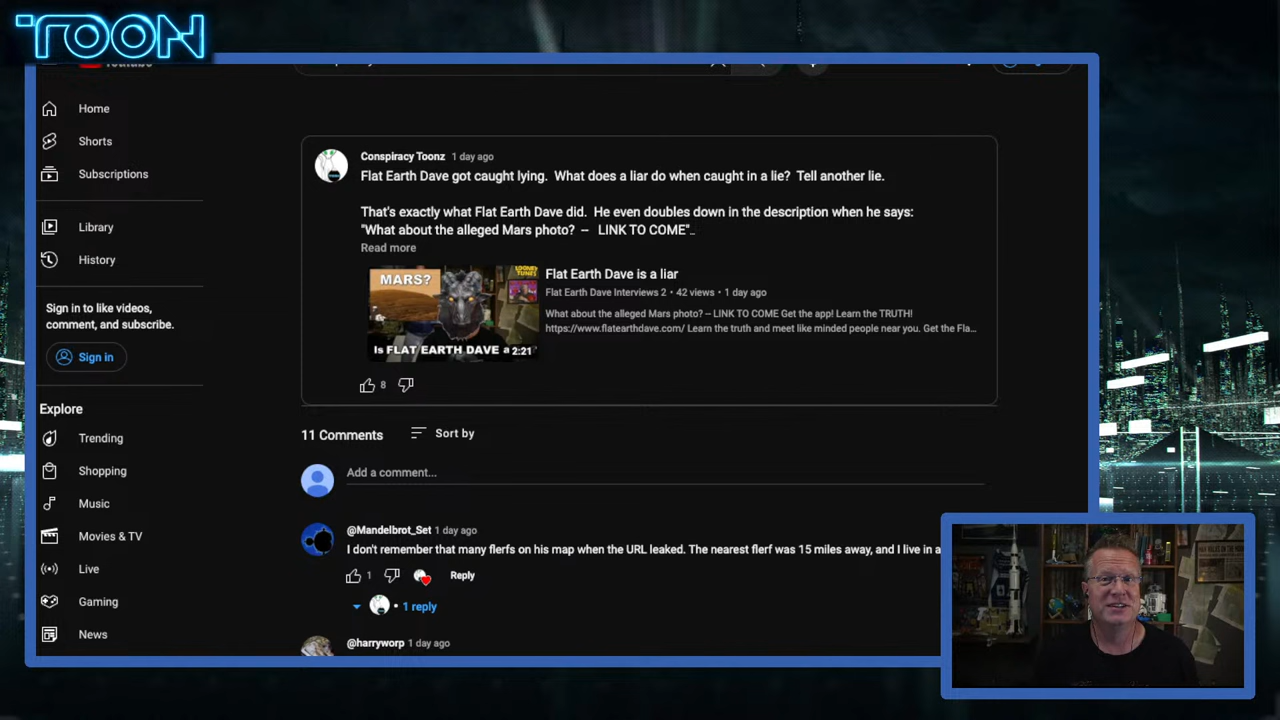 TOON
Home
Shorts
Subscriptions
Library
History
Sign in to like videos,
comment, and subscribe.
Sign in
Explore
Trending
Shopping
Music
Movies & TV
Live
Gaming
News
Conspiracy Toonz 1 day ago
Flat Earth Dave got caught lying. What does a liar do when caught in a lie? Tell another lie.
That's exactly what Flat Earth Dave did. He even doubles down in the description when he says:
"What about the alleged Mars photo? -- LINK TO COME"...
Read more
MARS?
LOONEY
TUNES
Is FLAT EARTH DAVE a
2:21
Flat Earth Dave is a liar
Flat Earth Dave Interviews 2 • 42 views • 1 day ago
What about the alleged Mars photo? -- LINK TO COME Get the app! Learn the TRUTH!
https://www.flatearthdave.com/ Learn the truth and meet like minded people near you. Get the Fla...
8
11 Comments
Sort by
Add a comment...
@Mandelbrot_Set 1 day ago
I don't remember that many flerfs on his map when the URL leaked. The nearest flerf was 15 miles away, and I live in a
1
Reply
• 1 reply
@harryworp 1 day ago